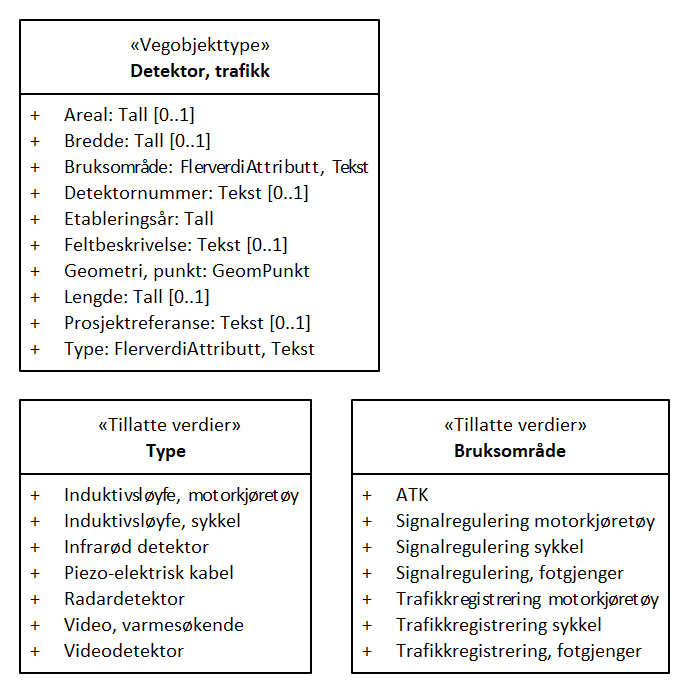 «Vegobjekttype»
Detektor, trafikk
+ Areal: Tall [0..1]
+ Bredde: Tall [0..1]
+ Bruksområde: FlerverdiAttributt, Tekst
+ Detektornummer: Tekst [0..1]
+ Etableringsår: Tall
+ Feltbeskrivelse: Tekst [0..1]
+ Geometri, punkt: GeomPunkt
+ Lengde: Tall [0..1]
+ Prosjektreferanse: Tekst [0..1]
+ Type: FlerverdiAttributt, Tekst
«Tillatte verdier»
Type
+ Induktivsløyfe, motorkjøretøy
+ Induktivsløyfe, sykkel
+ Infrarød detektor
+ Piezo-elektrisk kabel
+ Radardetektor
+ Video, varmesøkende
+ Videodetektor
«Tillatte verdier»
Bruksområde
+ ATK
+ Signalregulering motorkjøretøy
+ Signalregulering sykkel
+ Signalregulering, fotgjenger
+ Trafikkregistrering motorkjøretøy
+ Trafikkregistrering sykkel
+ Trafikkregistrering, fotgjenger